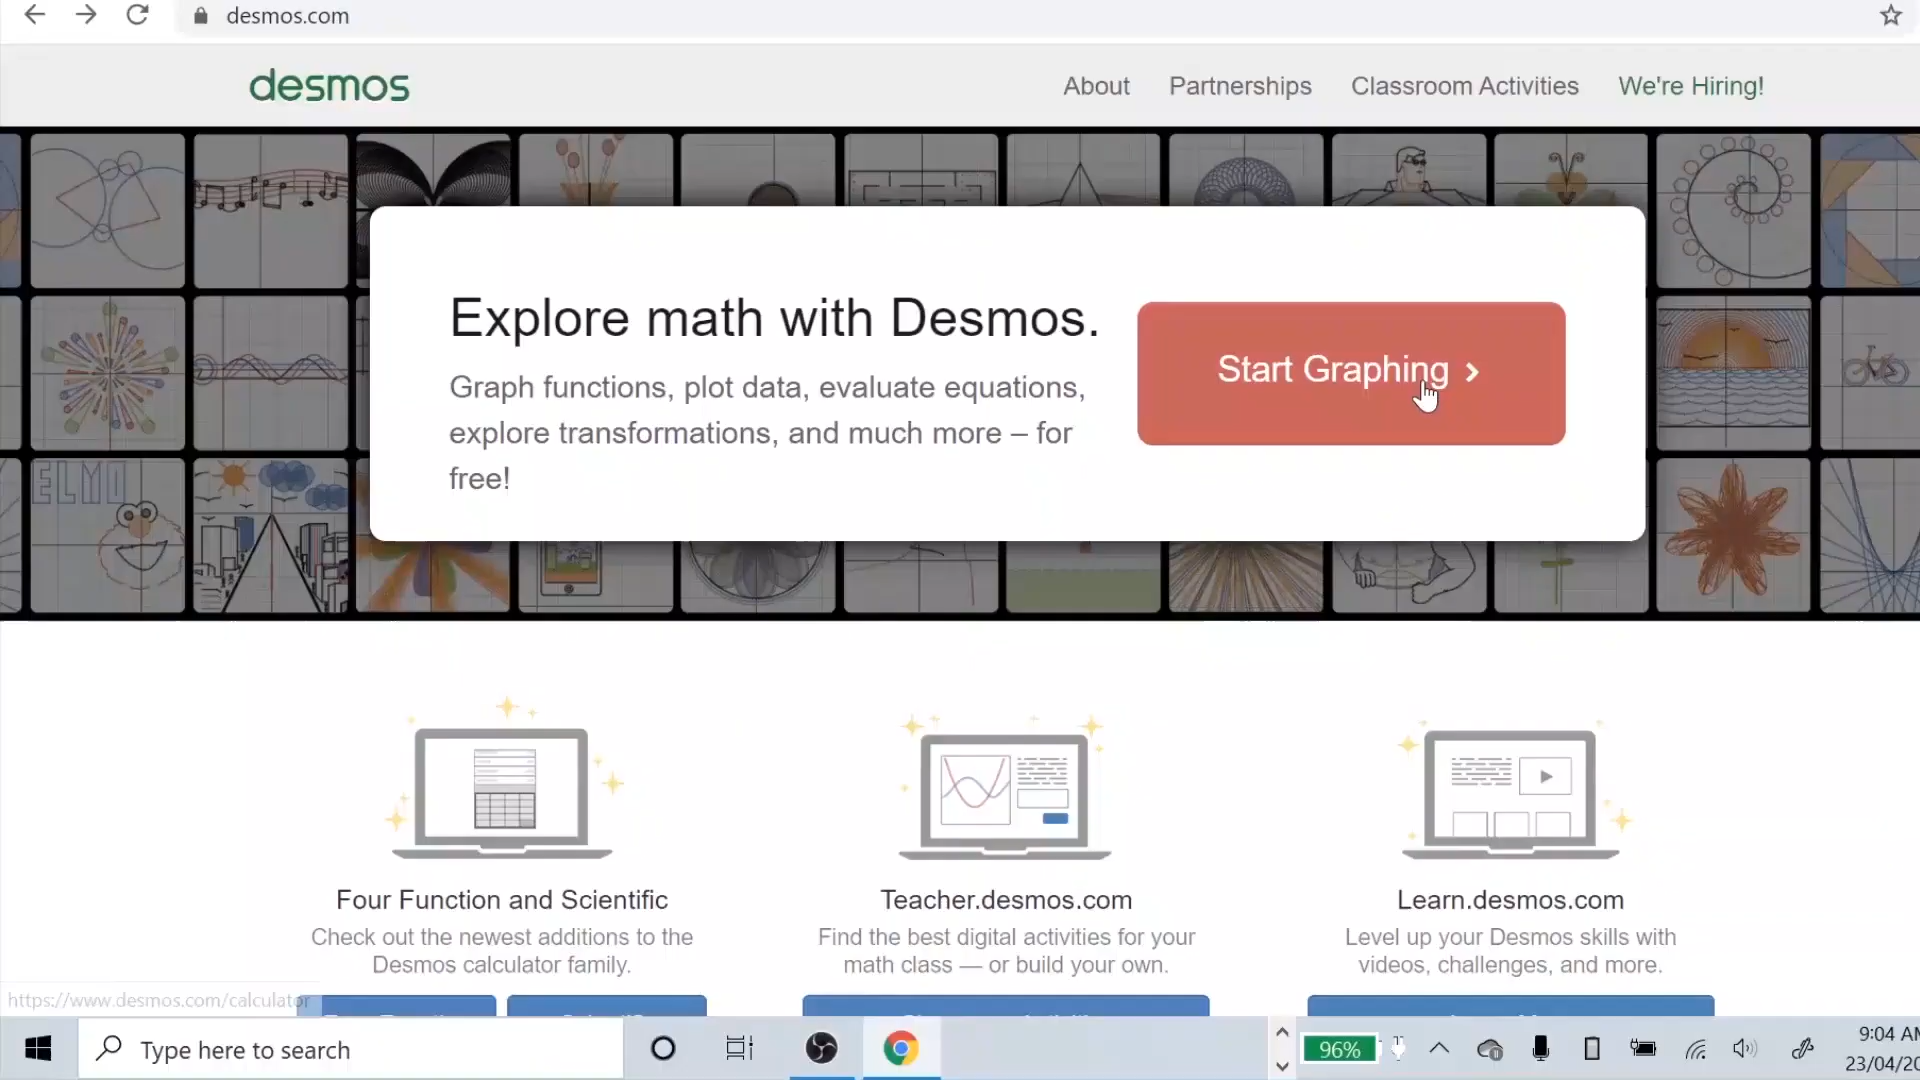 desmos.com
desmos
About
Partnerships
Classroom Activities
We're Hiring!
Explore math with Desmos.
Graph functions, plot data, evaluate equations,
explore transformations, and much more – for
free!
Start Graphing
ELMO
Four Function and Scientific
Check out the newest additions to the
Desmos calculator family.
Teacher.desmos.com
Find the best digital activities for your
math class — or build your own.
Learn.desmos.com
Level up your Desmos skills with
videos, challenges, and more.
https://www.desmos.com/calculator
Type here to search
96%
9:04 AM
23/04/20